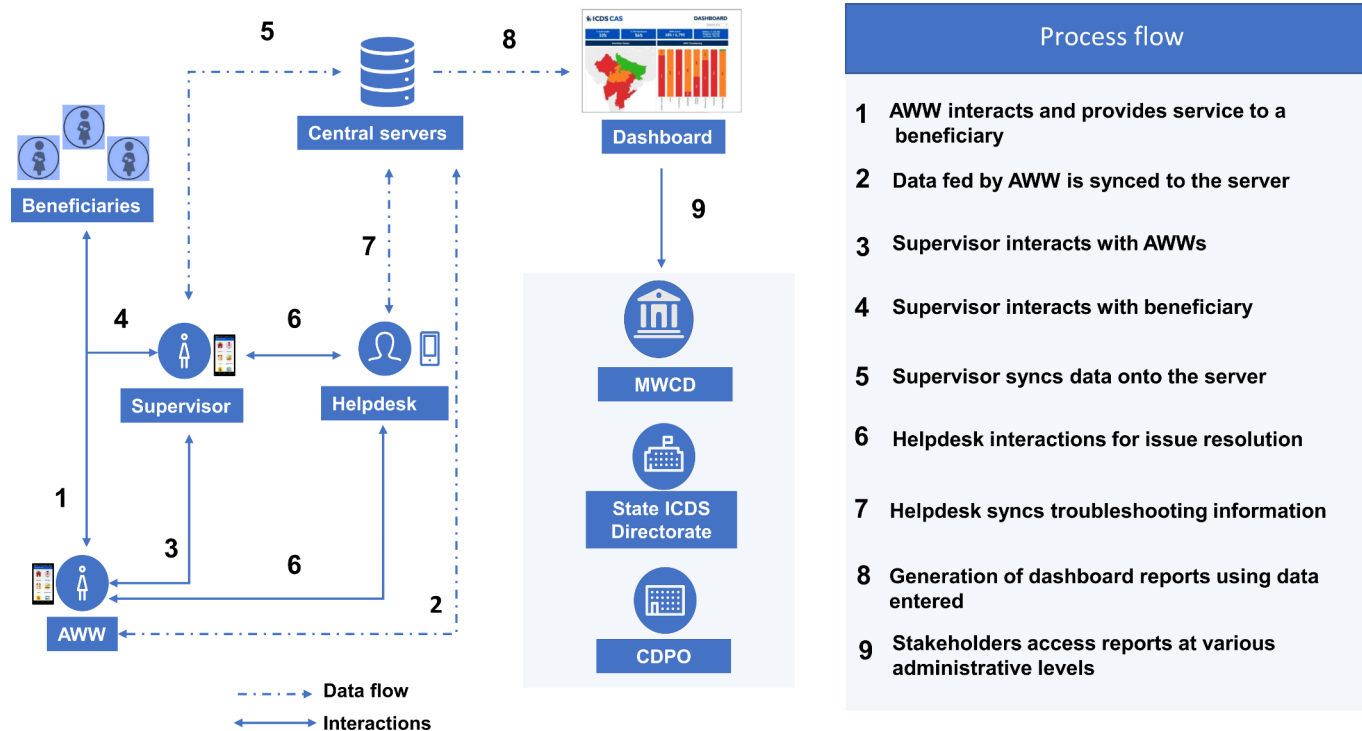 5
8
ICDS CAS
DASHBOARD
Central servers
Dashboard
Beneficiaries
9
7
4
6
Supervisor
Helpdesk
MWCD
State ICDS
Directorate
1
3
6
2
AWW
CDPO
Data flow
Interactions
Process flow
1 AWW interacts and provides service to a
beneficiary
2 Data fed by AWW is synced to the server
3 Supervisor interacts with AWWs
4 Supervisor interacts with beneficiary
5 Supervisor syncs data onto the server
6 Helpdesk interactions for issue resolution
7 Helpdesk syncs troubleshooting information
8 Generation of dashboard reports using data
entered
9 Stakeholders access reports at various
administrative levels